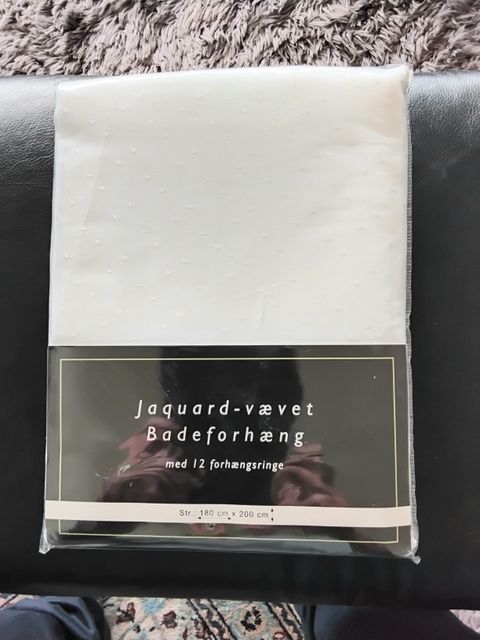 Jaquard-vævet
Badeforhæng
med 12 forhængsringe
Str.: 180 cm x 200 cm